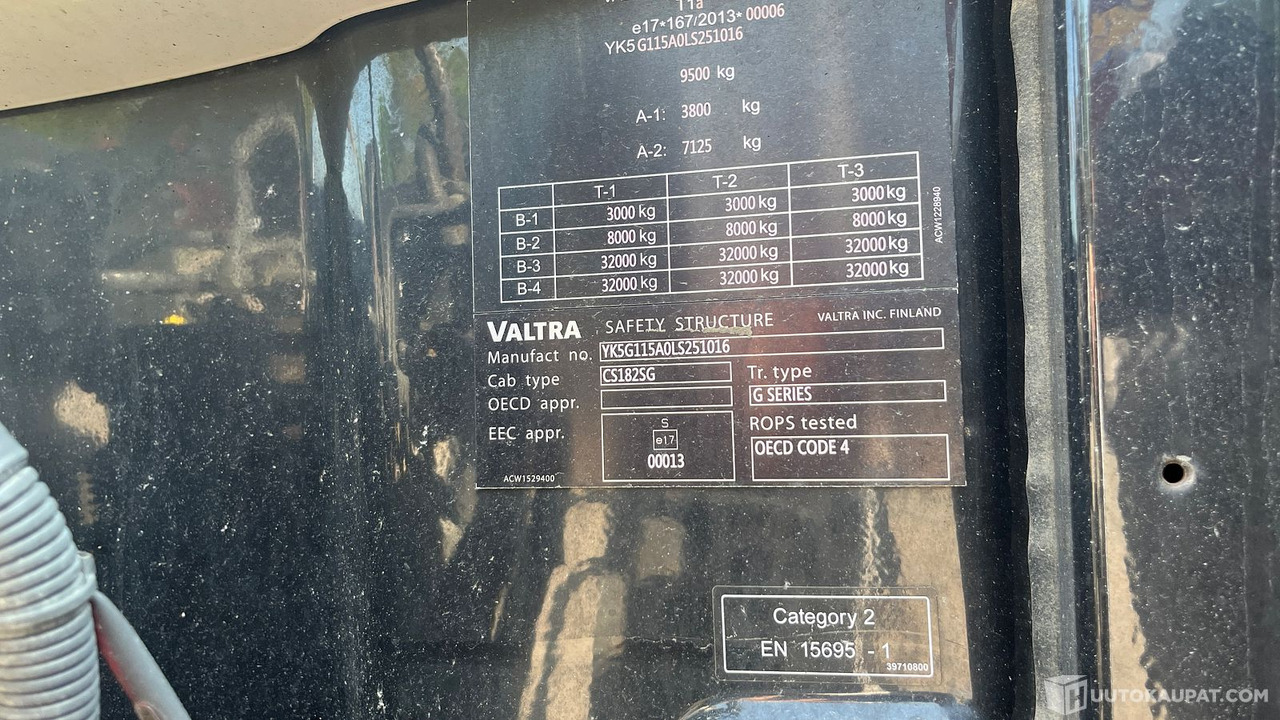 T1a
e17*167/2013* 00006
YK5G115A0LS251016
9500 kg
A-1: 3800 kg
A-2: 7125 kg
T-1 T-2 T-3
B-1 3000 kg 3000 kg 3000 kg
B-2 8000 kg 8000 kg 8000 kg
B-3 32000 kg 32000 kg 32000 kg
B-4 32000 kg 32000 kg 32000 kg
ACW1228940
VALTRA SAFETY STRUCTURE VALTRA INC. FINLAND
Manufact no. YK5G115A0LS251016
Cab type CS182SG Tr. type
OECD appr. G SERIES
EEC appr. S ROPS tested
e17 OECD CODE 4
00013
ACW1529400
Category 2
EN 15695 - 1
39710800
HUUTOKAUPAT.COM